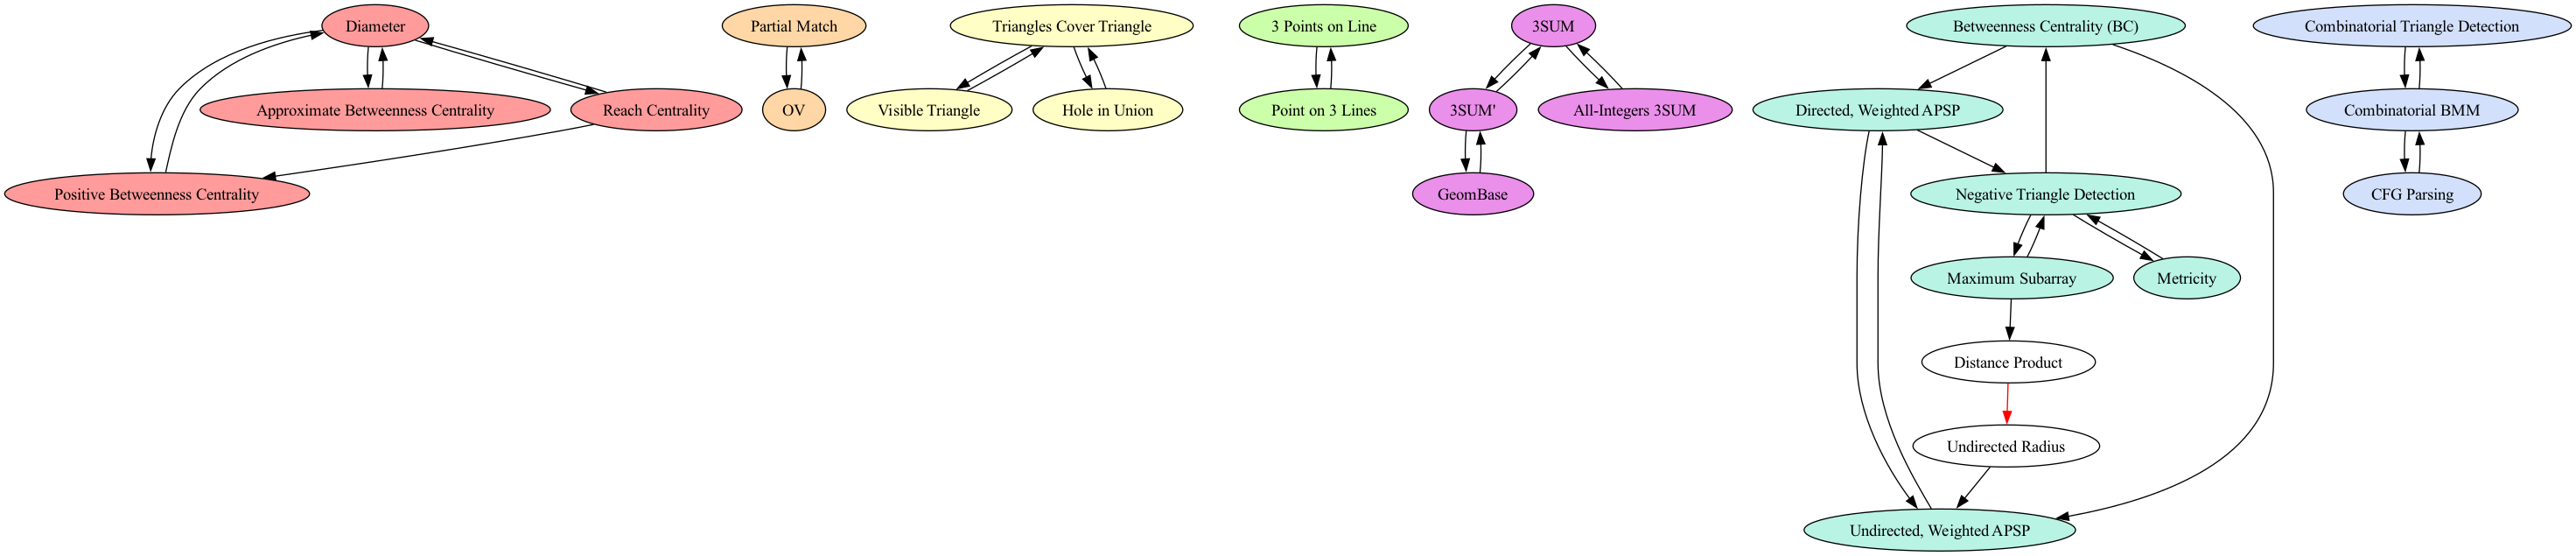 Diameter
Partial Match
Triangles Cover Triangle
3 Points on Line
3SUM
Betweenness Centrality (BC)
Combinatorial Triangle Detection
Approximate Betweenness Centrality
Reach Centrality
OV
Visible Triangle
Hole in Union
Point on 3 Lines
3SUM'
All-Integers 3SUM
Directed, Weighted APSP
Combinatorial BMM
Positive Betweenness Centrality
GeomBase
Negative Triangle Detection
CFG Parsing
Maximum Subarray
Metricity
Distance Product
Undirected Radius
Undirected, Weighted APSP